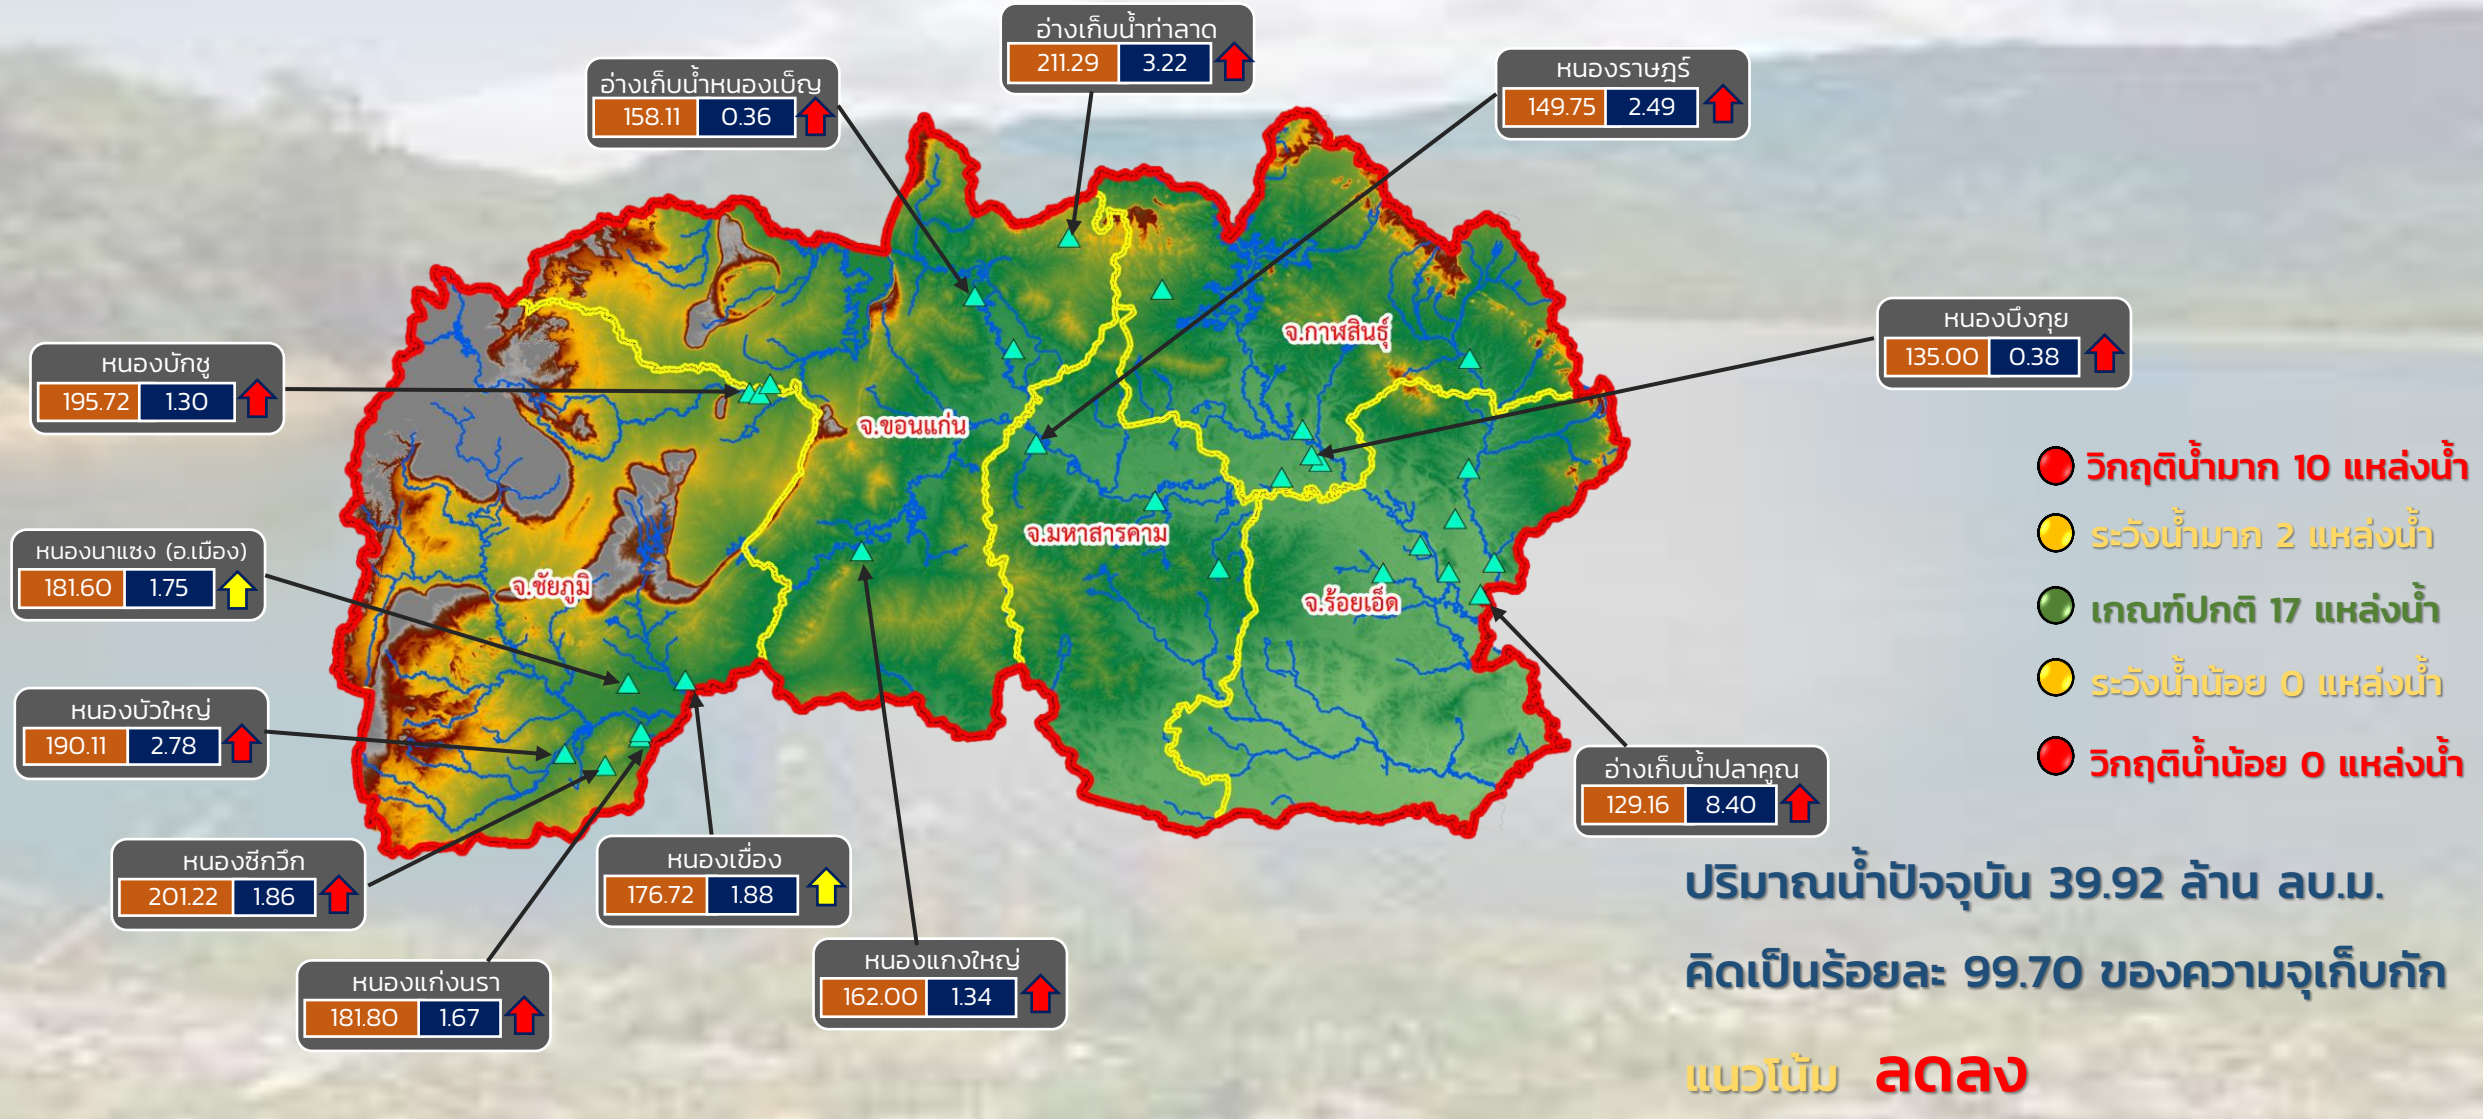 อ่างเก็บน้ำท่าลาด
211.29 3.22
อ่างเก็บน้ำหนองเบ็ญ
158.11 0.36
หนองราษฎร์
149.75 2.49
หนองบึงกุย
135.00 0.38
หนองบักชู
195.72 1.30
หนองนาแซง (อ.เมือง)
181.60 1.75
หนองบัวใหญ่
190.11 2.78
หนองซีกวึก
201.22 1.86
หนองแก่งนรา
181.80 1.67
หนองเขื่อง
176.72 1.88
หนองแกงใหญ่
162.00 1.34
อ่างเก็บน้ำปลาคูณ
129.16 8.40
จ.กาฬสินธุ์
จ.ขอนแก่น
จ.มหาสารคาม
จ.ชัยภูมิ
จ.ร้อยเอ็ด
วิกฤติน้ำมาก 10 แหล่งน้ำ
ระวังน้ำมาก 2 แหล่งน้ำ
เกณฑ์ปกติ 17 แหล่งน้ำ
ระวังน้ำน้อย 0 แหล่งน้ำ
วิกฤติน้ำน้อย 0 แหล่งน้ำ
ปริมาณน้ำปัจจุบัน 39.92 ล้าน ลบ.ม.
คิดเป็นร้อยละ 99.70 ของความจุเก็บกัก
แนวโน้ม ลดลง